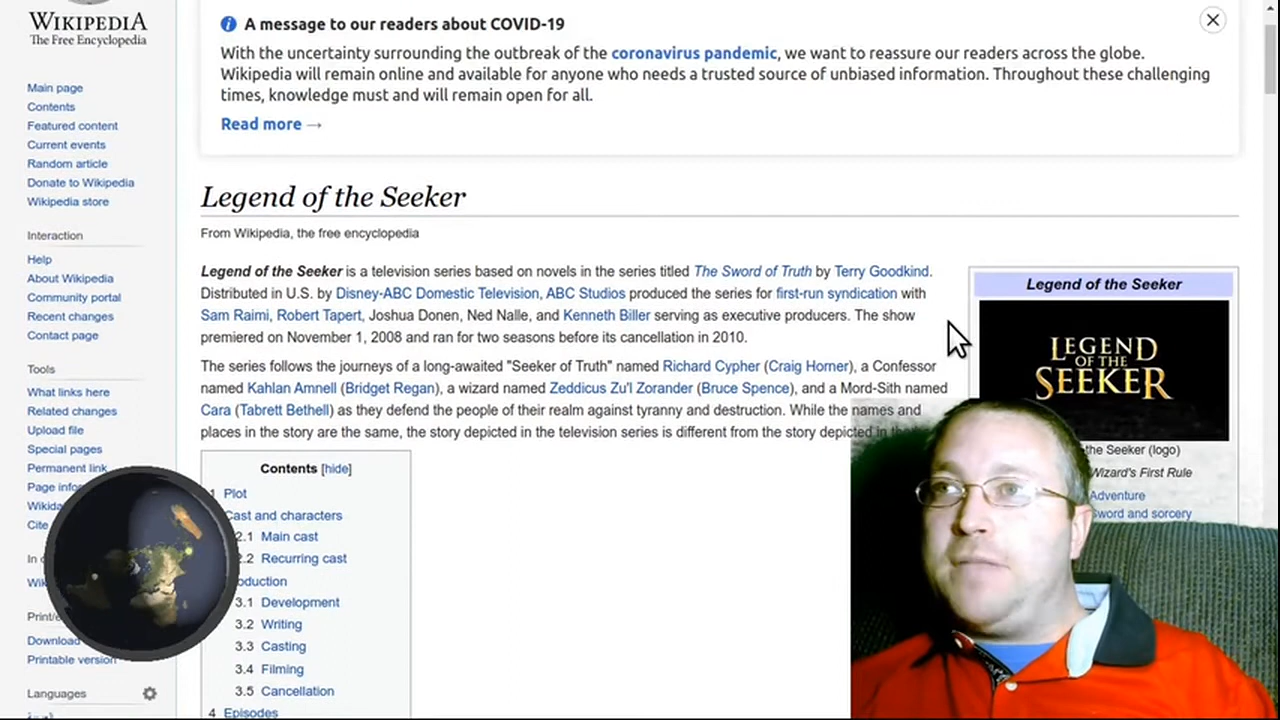 WIKIPEDIA
The Free Encyclopedia
Main page
Contents
Featured content
Current events
Random article
Donate to Wikipedia
Wikipedia store
Interaction
Help
About Wikipedia
Community portal
Recent changes
Contact page
Tools
What links here
Related changes
Upload file
Special pages
Permanent link
Page
Cite
Download
Printable version
Languages
A message to our readers about COVID-19
With the uncertainty surrounding the outbreak of the coronavirus pandemic, we want to reassure our readers across the globe.
Wikipedia will remain online and available for anyone who needs a trusted source of unbiased information. Throughout these challenging
times, knowledge must and will remain open for all.
Read more →
Legend of the Seeker
From Wikipedia, the free encyclopedia
Legend of the Seeker is a television series based on novels in the series titled The Sword of Truth by Terry Goodkind.
Distributed in U.S. by Disney-ABC Domestic Television, ABC Studios produced the series for first-run syndication with
Sam Raimi, Robert Tapert, Joshua Donen, Ned Nalle, and Kenneth Biller serving as executive producers. The show
premiered on November 1, 2008 and ran for two seasons before its cancellation in 2010.
The series follows the journeys of a long-awaited "Seeker of Truth" named Richard Cypher (Craig Horner), a Confessor
named Kahlan Amnell (Bridget Regan), a wizard named Zeddicus Zu'l Zorander (Bruce Spence), and a Mord-Sith named
Cara (Tabrett Bethell) as they defend the people of their realm against tyranny and destruction. While the names and
places in the story are the same, the story depicted in the television series is different from the story depicted in
Contents [hide]
1 Plot
Cast and characters
2.1 Main cast
2.2 Recurring cast
oduction
3.1 Development
3.2 Writing
3.3 Casting
3.4 Filming
3.5 Cancellation
4 Episodes
Legend of the Seeker
LEGEND
OF THE
SEEKER
the Seeker (logo)
Wizard's First Rule
Adventure
Sword and sorcery